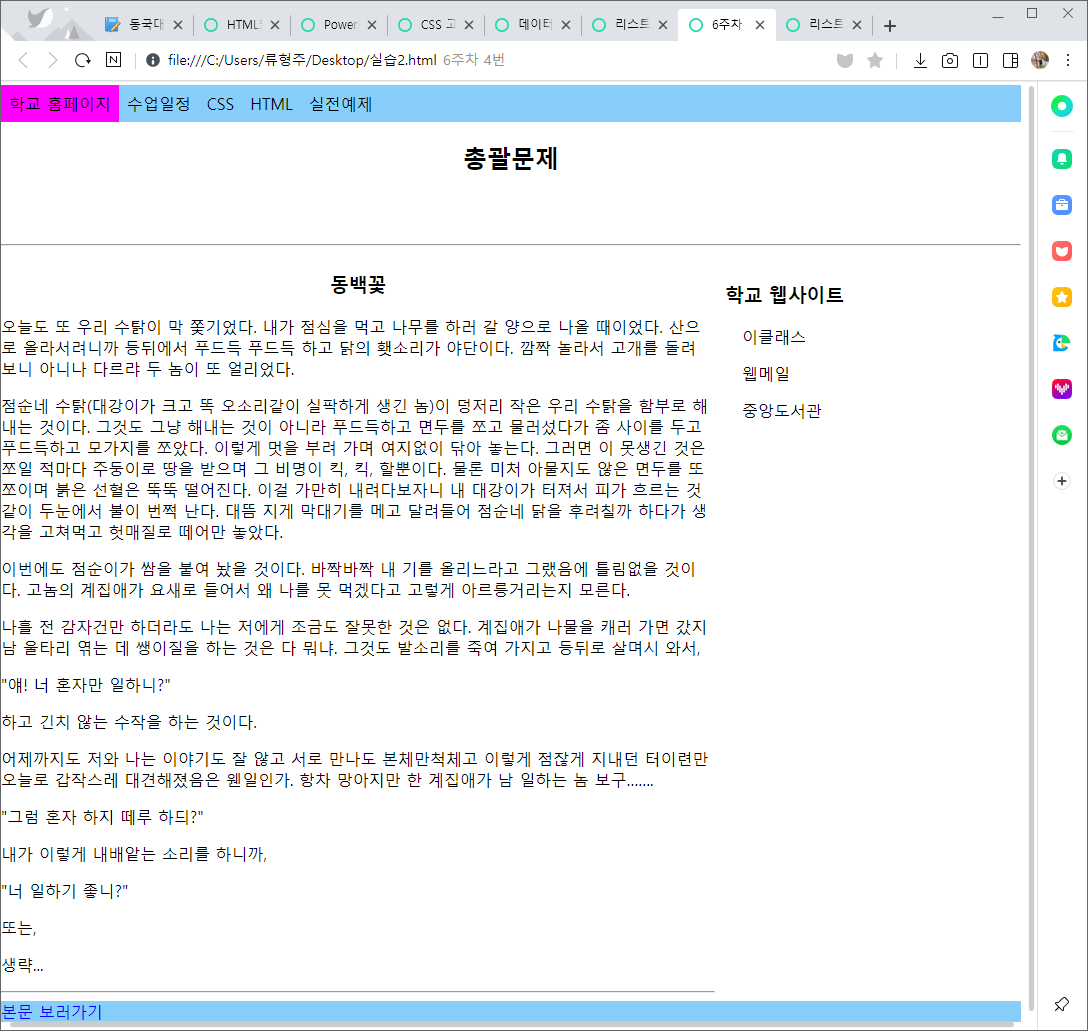 동국대
HTML5
Power
CSS 고
데이터
리스트
6주차
리스트
file:///C:/Users/류형주/Desktop/실습2.html 6주차 4번
학교 홈페이지 수업일정 CSS HTML 실전예제
총괄문제
동백꽃
오늘도 또 우리 수탉이 막 쫓기었다. 내가 점심을 먹고 나무를 하러 갈 양으로 나올 때이었다. 산으
로 올라서려니까 등뒤에서 푸드득 푸드득 하고 닭의 횃소리가 야단이다. 깜짝 놀라서 고개를 돌려
보니 아니나 다르랴 두 놈이 또 얼리었다.
점순네 수탉(대강이가 크고 똑 오소리같이 실팍하게 생긴 놈)이 덩저리 작은 우리 수탉을 함부로 해
내는 것이다. 그것도 그냥 해내는 것이 아니라 푸드득하고 면두를 쪼고 물러섰다가 좀 사이를 두고
푸드득하고 모가지를 쪼았다. 이렇게 멋을 부려 가며 여지없이 닦아 놓는다. 그러면 이 못생긴 것은
쪼일 적마다 주둥이로 땅을 받으며 그 비명이 킥, 킥, 할뿐이다. 물론 미처 아물지도 않은 면두를 또
쪼이며 붉은 선혈은 뚝뚝 떨어진다. 이걸 가만히 내려다보자니 내 대강이가 터져서 피가 흐르는 것
같이 두눈에서 불이 번쩍 난다. 대뜸 지게 막대기를 메고 달려들어 점순네 닭을 후려칠까 하다가 생
각을 고쳐먹고 헛매질로 떼어만 놓았다.
이번에도 점순이가 쌈을 붙여 놨을 것이다. 바짝바짝 내 기를 올리느라고 그랬음에 틀림없을 것이
다. 고놈의 계집애가 요새로 들어서 왜 나를 못 먹겠다고 고렇게 아르릉거리는지 모른다.
나흘 전 감자건만 하더라도 나는 저에게 조금도 잘못한 것은 없다. 계집애가 나물을 캐러 가면 갔지
남 울타리 엮는 데 쌩이질을 하는 것은 다 뭐냐. 그것도 발소리를 죽여 가지고 등뒤로 살며시 와서,
"얘! 너 혼자만 일하니?"
하고 긴치 않는 수작을 하는 것이다.
어제까지도 저와 나는 이야기도 잘 않고 서로 만나도 본체만척체고 이렇게 점잖게 지내던 터이련만
오늘로 갑작스레 대견해졌음은 웬일인가. 항차 망아지만 한 계집애가 남 일하는 놈 보구.......
"그럼 혼자 하지 떼루 하듸?"
내가 이렇게 내배앝는 소리를 하니까,
"너 일하기 좋니?"
또는,
생략...
학교 웹사이트
이클래스
웹메일
중앙도서관
본문 보러가기